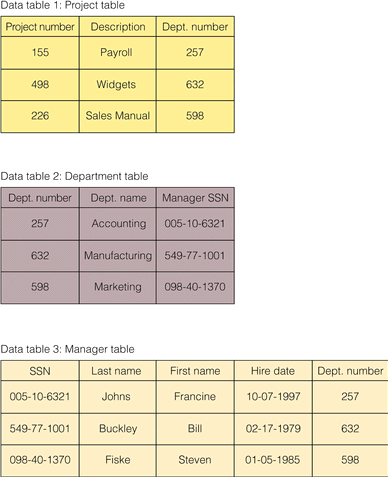 Data table 1: Project table
Project number Description Dept. number
155 Payroll 257
498 Widgets 632
226 Sales Manual 598
Data table 2: Department table
Dept. number Dept. name Manager SSN
257 Accounting 005-10-6321
632 Manufacturing 549-77-1001
598 Marketing 098-40-1370
Data table 3: Manager table
SSN Last name First name Hire date Dept. number
005-10-6321 Johns Francine 10-07-1997 257
549-77-1001 Buckley Bill 02-17-1979 632
098-40-1370 Fiske Steven 01-05-1985 598